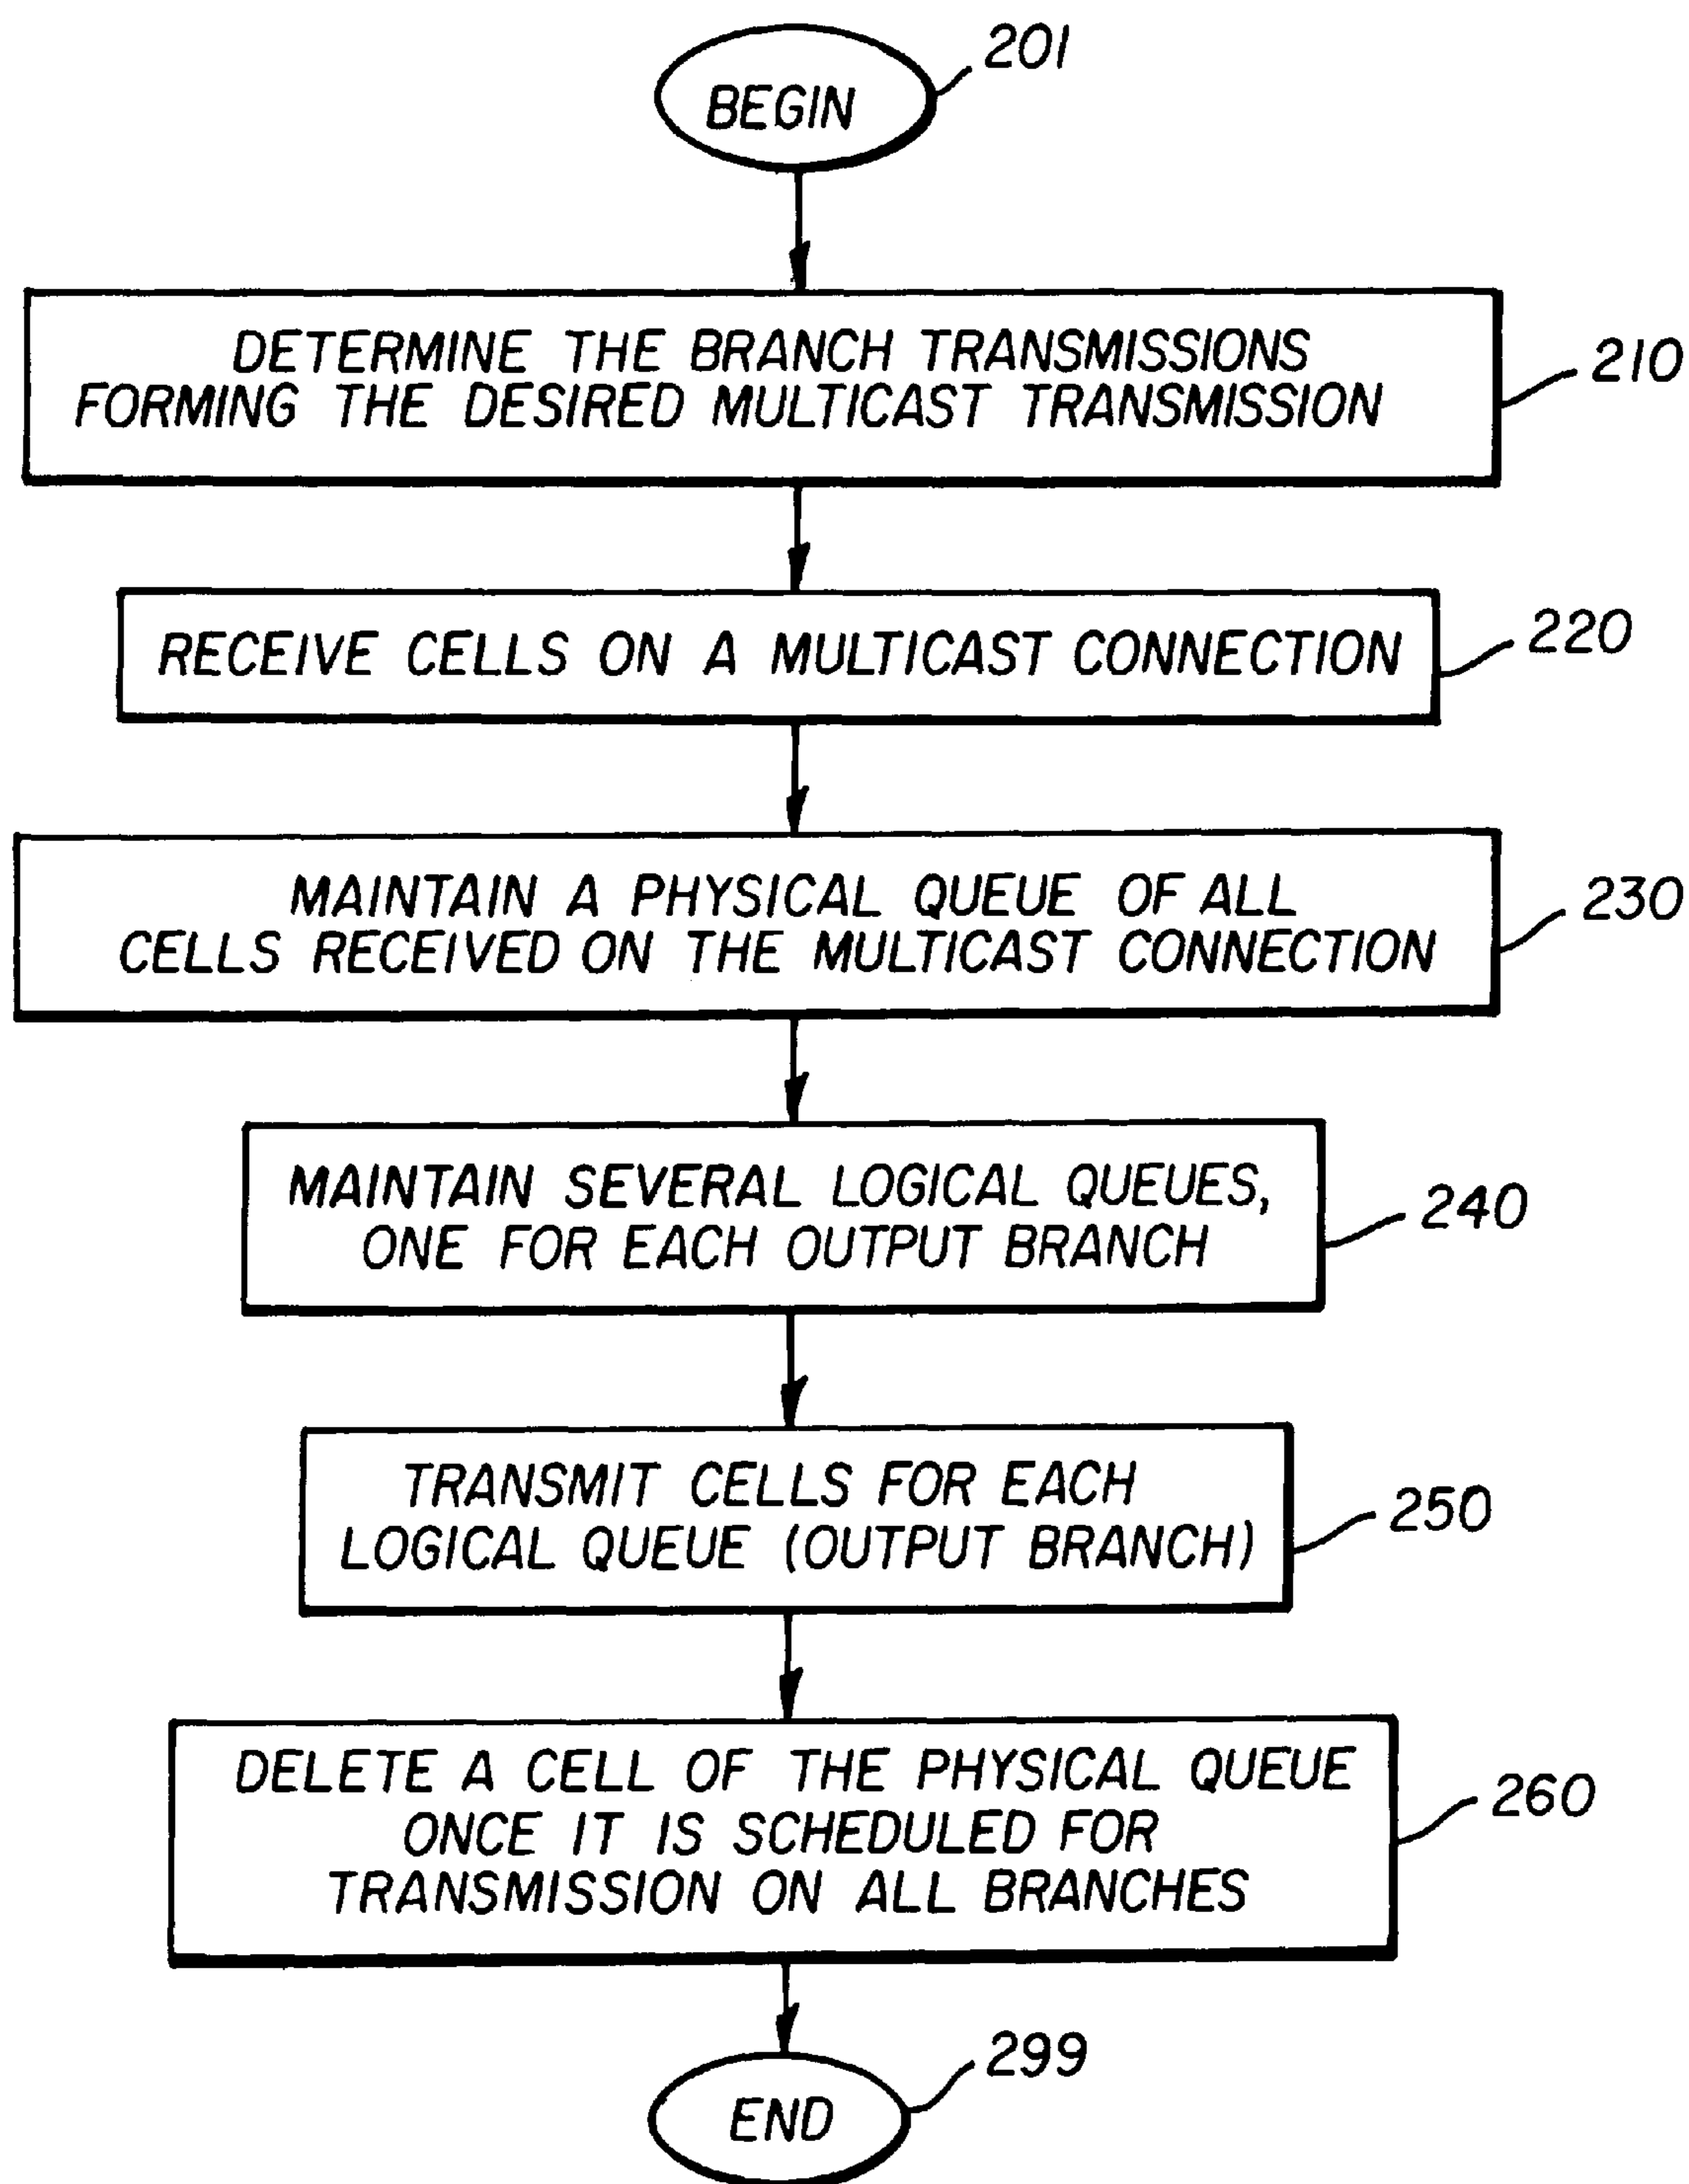 BEGIN
201
DETERMINE THE BRANCH TRANSMISSIONS
FORMING THE DESIRED MULTICAST TRANSMISSION
210
RECEIVE CELLS ON A MULTICAST CONNECTION
220
MAINTAIN A PHYSICAL QUEUE OF ALL
CELLS RECEIVED ON THE MULTICAST CONNECTION
230
MAINTAIN SEVERAL LOGICAL QUEUES,
ONE FOR EACH OUTPUT BRANCH
240
TRANSMIT CELLS FOR EACH
LOGICAL QUEUE (OUTPUT BRANCH)
250
DELETE A CELL OF THE PHYSICAL QUEUE
ONCE IT IS SCHEDULED FOR
TRANSMISSION ON ALL BRANCHES
260
END
299